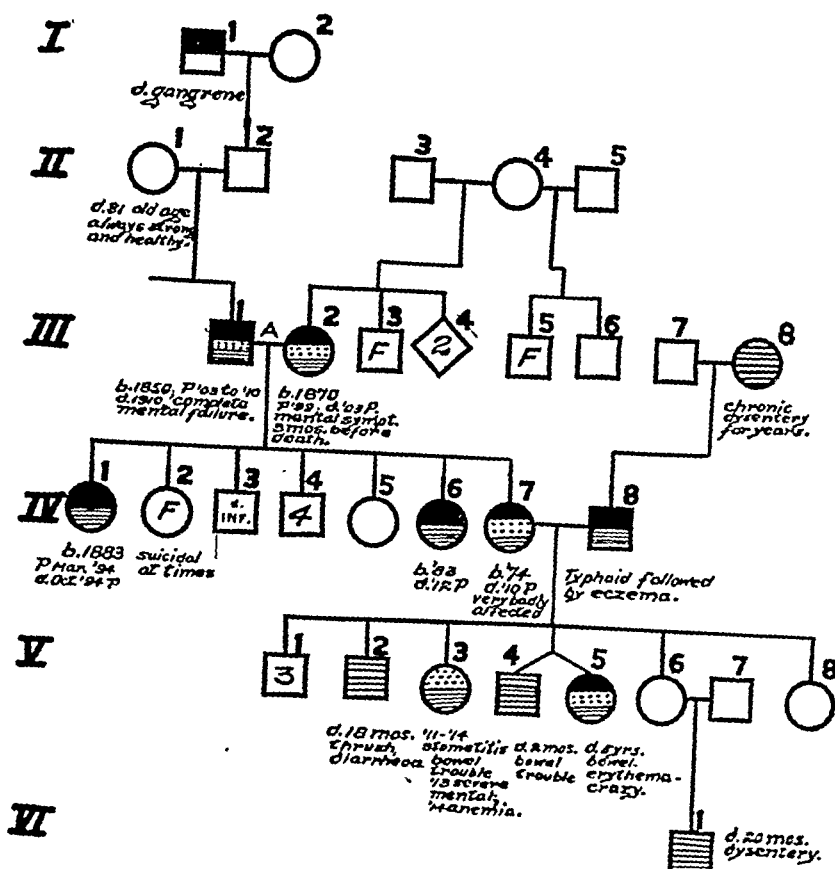 I
1
2
d. gangrene
II
1
2
3
4
5
d. 81 old age
always strong
and healthy.
III
1
A
2
3
4
5
6
7
8
F
2
F
b. 1850, P '03 to '10
d. 1910, complete
mental failure.
b. 1870
P '99, d. '03 P.
mental sympt.
3 mos. before
death.
chronic
dysentery
for years.
IV
1
2
3
4
5
6
7
8
F
d.
INF.
4
b. 1883
P Mar. '94
d. Oct. '94 P
suicidal
at times
b. '83
d. '12 P
b. '74
d. '10 P
very badly
affected
Typhoid followed
by eczema.
V
1
2
3
4
5
6
7
8
3
d. 18 mos.
thrush,
diarrhea
'11-'14
stomatitis
bowel
trouble
'13 severe
mental,
'14 anemia.
d. 2 mos.
bowel
trouble
d. 5 yrs.
bowel.
erythema-
crazy.
VI
1
d. 20 mos.
dysentery.